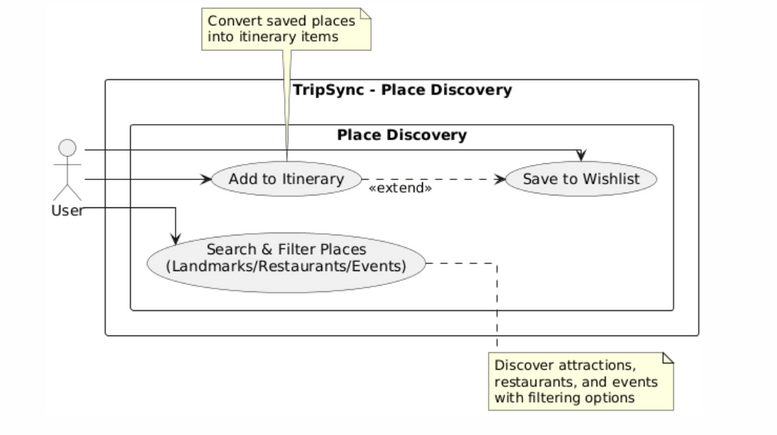 Convert saved places
into itinerary items
TripSync - Place Discovery
Place Discovery
Add to Itinerary
«extend»
Save to Wishlist
User
Search & Filter Places
(Landmarks/Restaurants/Events)
Discover attractions,
restaurants, and events
with filtering options